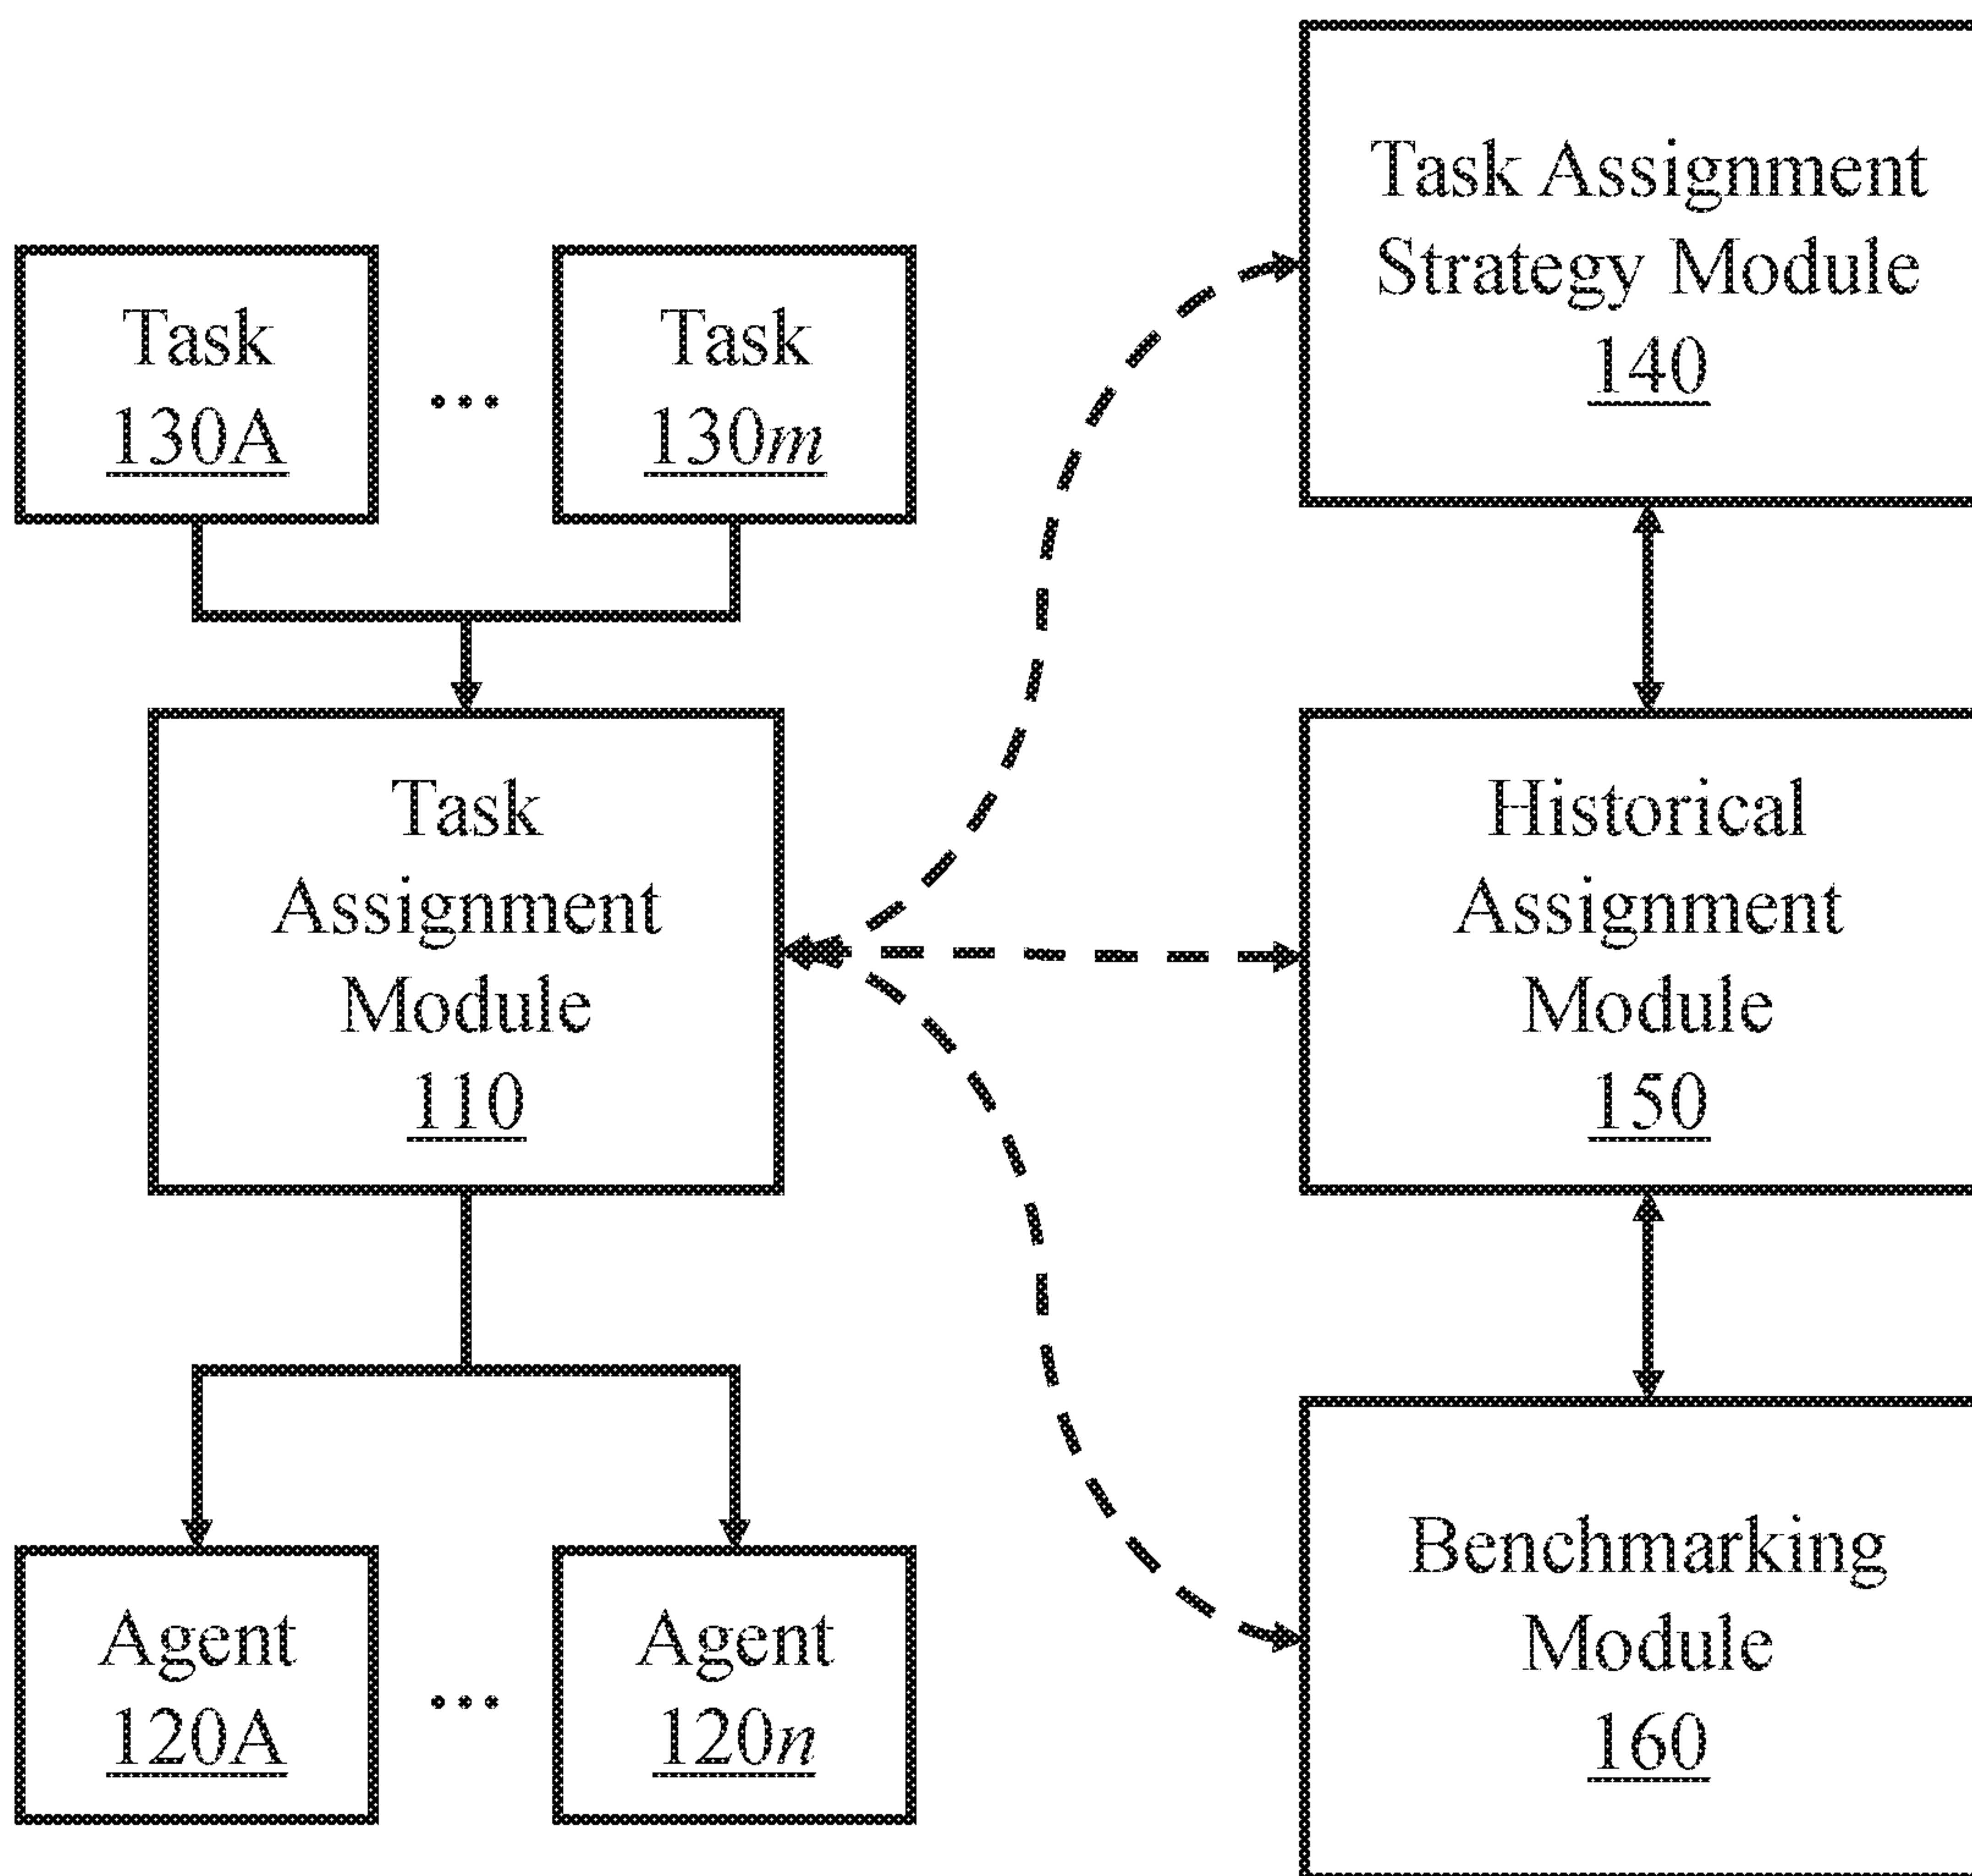 Task
130A
...
Task
130m
Task Assignment
Strategy Module
140
Task
Assignment
Module
110
Historical
Assignment
Module
150
Agent
120A
...
Agent
120n
Benchmarking
Module
160